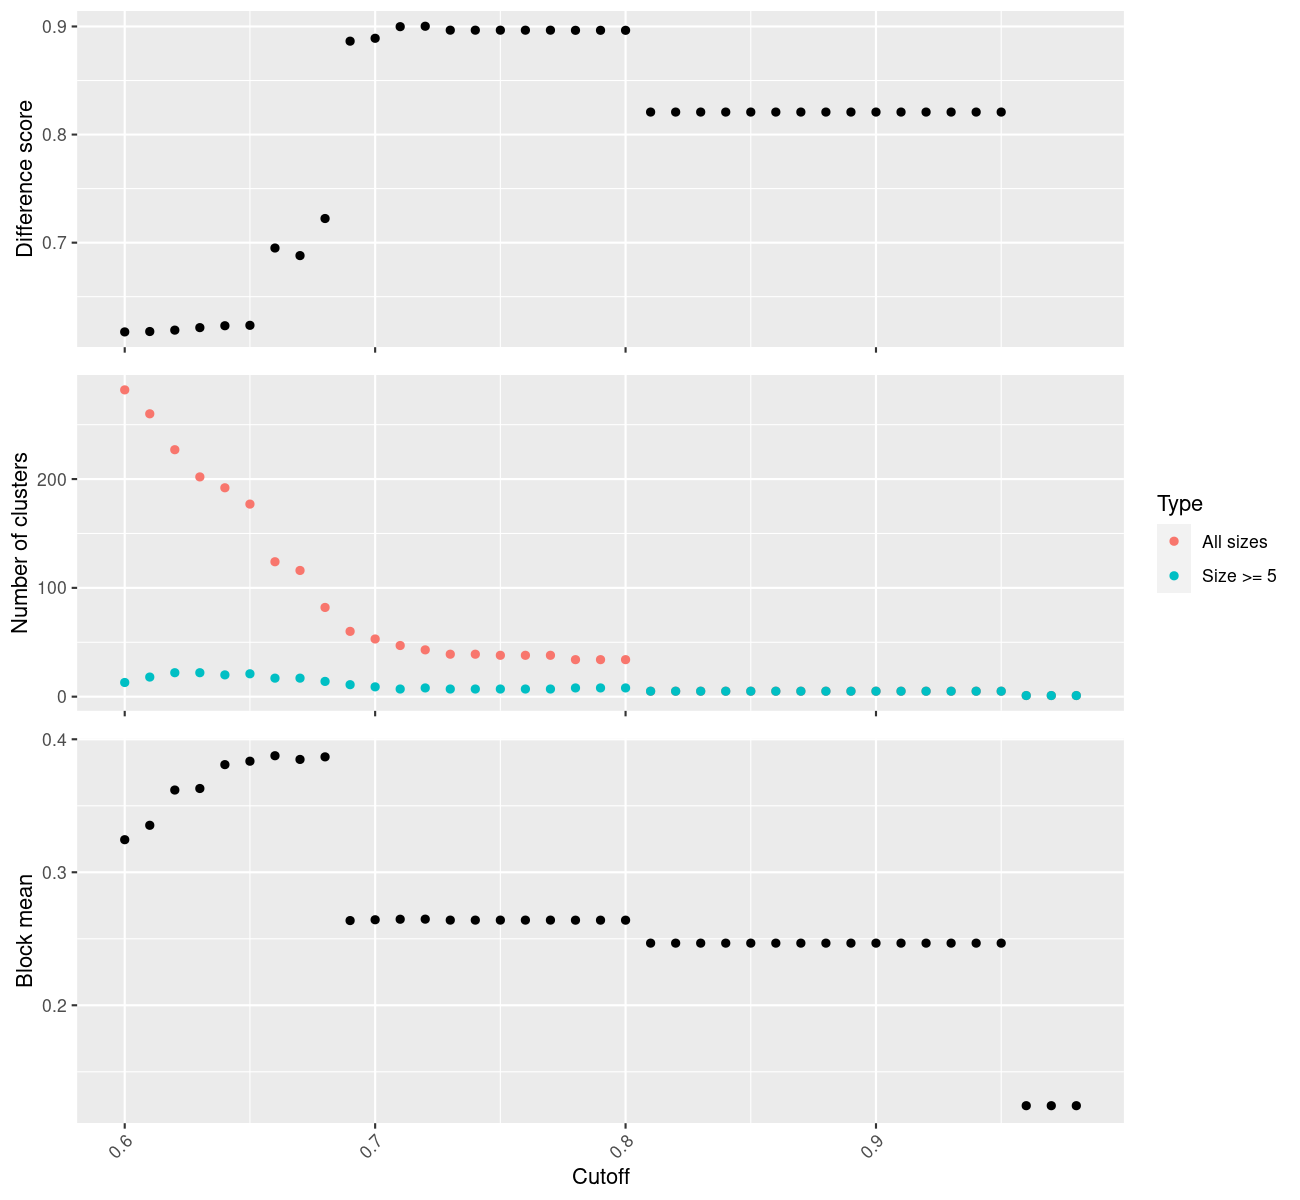 Difference score
0.9
0.8
0.7
Number of clusters
200
100
0
Type
All sizes
Size >= 5
Block mean
0.4
0.3
0.2
0.6
0.7
0.8
0.9
Cutoff